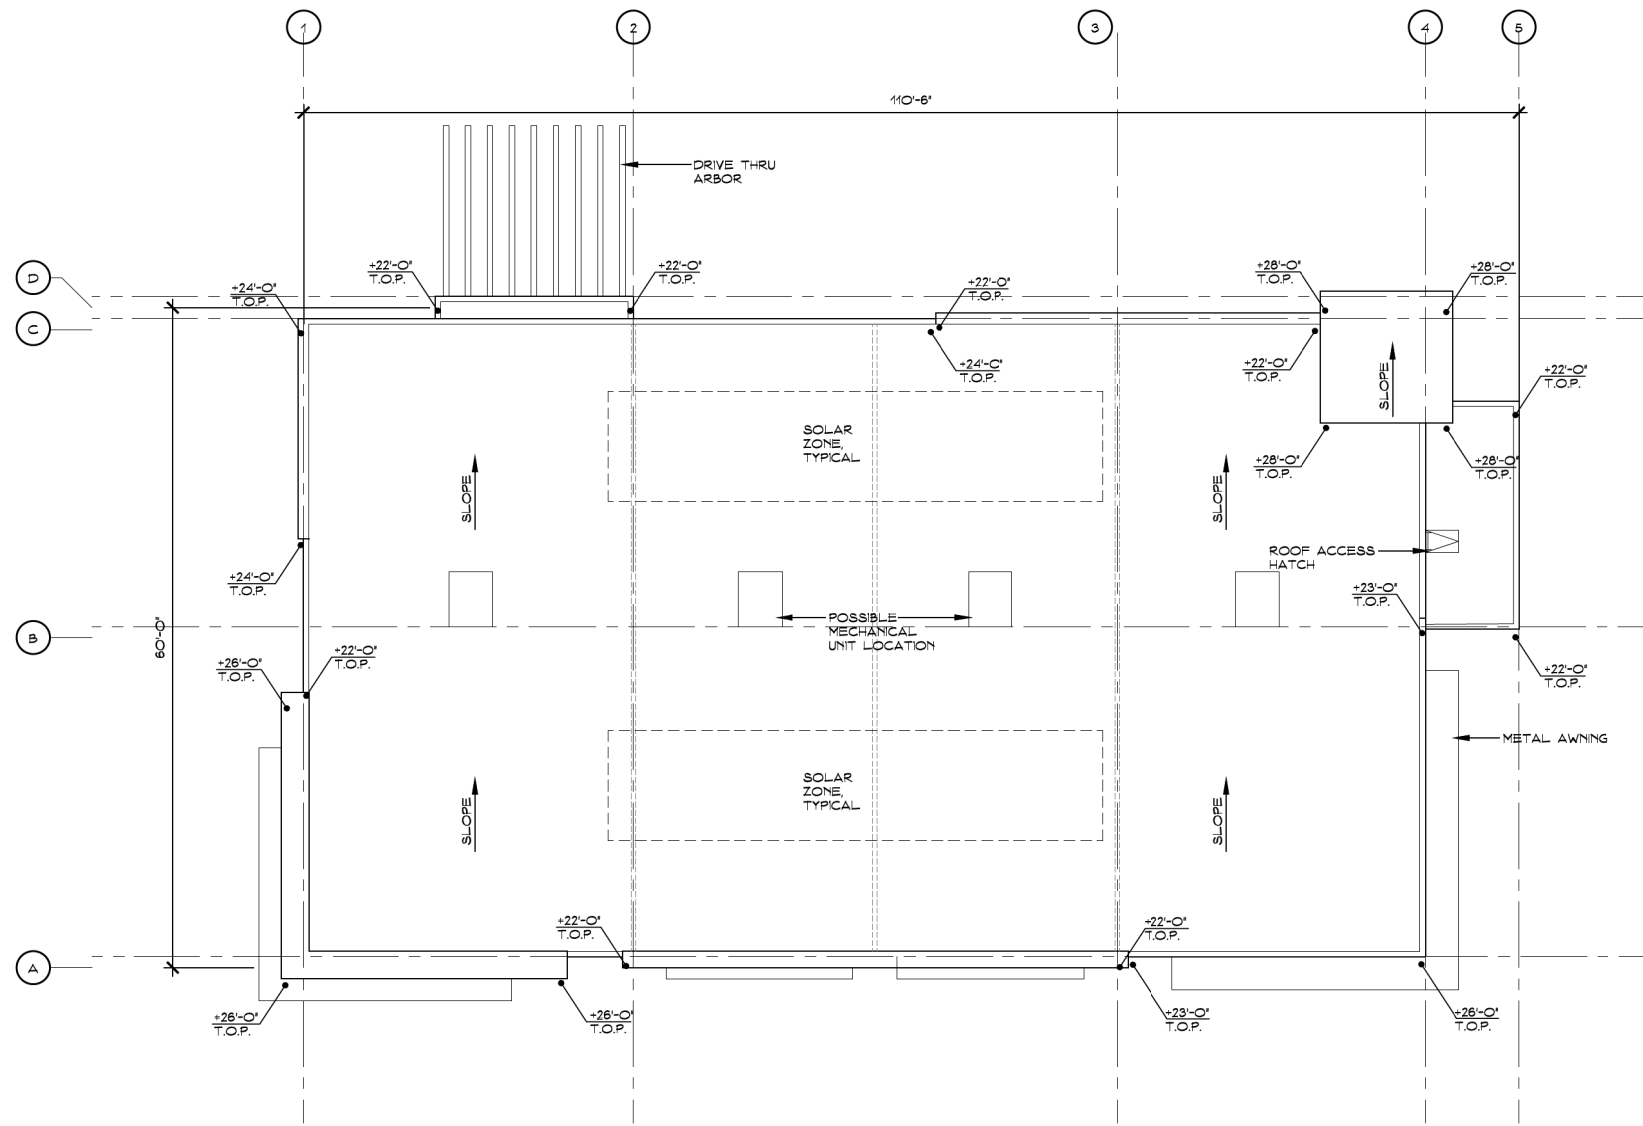 1
2
3
4
5
110'-6"
DRIVE THRU
ARBOR
D
+22'-0"
T.O.P.
+22'-0"
T.O.P.
+28'-0"
T.O.P.
+28'-0"
T.O.P.
+24'-0"
T.O.P.
+22'-0"
T.O.P.
C
+24'-0"
T.O.P.
+22'-0"
T.O.P.
+22'-0"
T.O.P.
SLOPE
SOLAR
ZONE,
TYPICAL
+28'-0"
T.O.P.
+28'-0"
T.O.P.
SLOPE
SLOPE
ROOF ACCESS
HATCH
+24'-0"
T.O.P.
+23'-0"
T.O.P.
POSSIBLE
MECHANICAL
UNIT LOCATION
B
60'-0"
+26'-0"
T.O.P.
+22'-0"
T.O.P.
+22'-0"
T.O.P.
METAL AWNING
SOLAR
ZONE,
TYPICAL
SLOPE
SLOPE
+22'-0"
T.O.P.
+22'-0"
T.O.P.
A
+26'-0"
T.O.P.
+26'-0"
T.O.P.
+23'-0"
T.O.P.
+26'-0"
T.O.P.